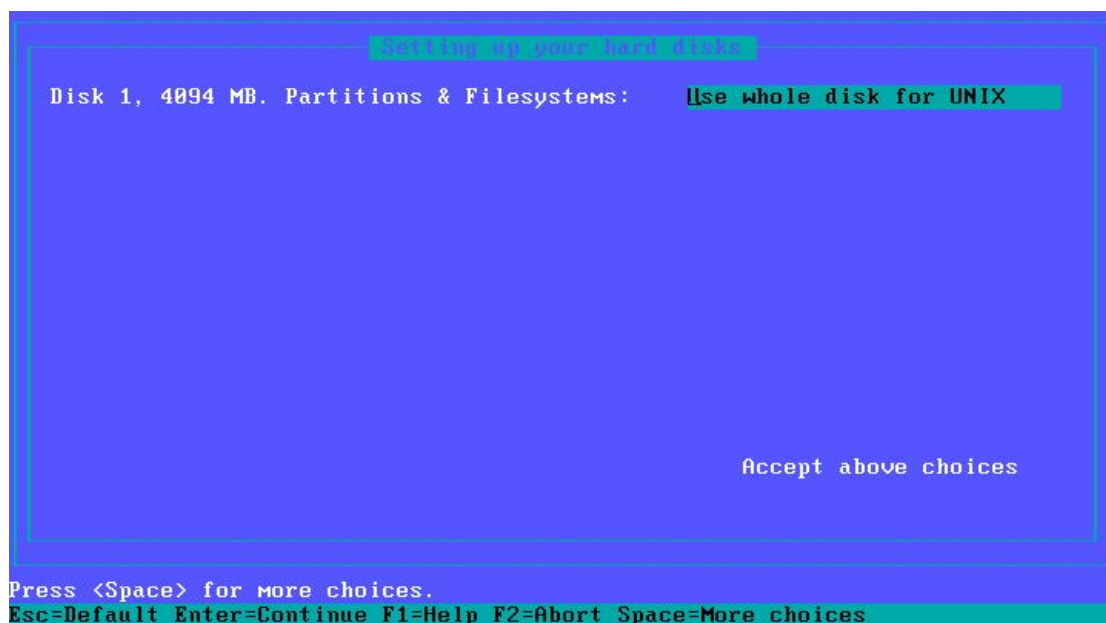 Setting up your hard disks
Disk 1, 4094 MB. Partitions & Filesystems: Use whole disk for UNIX
Accept above choices
Press <Space> for more choices.
Esc=Default Enter=Continue F1=Help F2=Abort Space=More choices